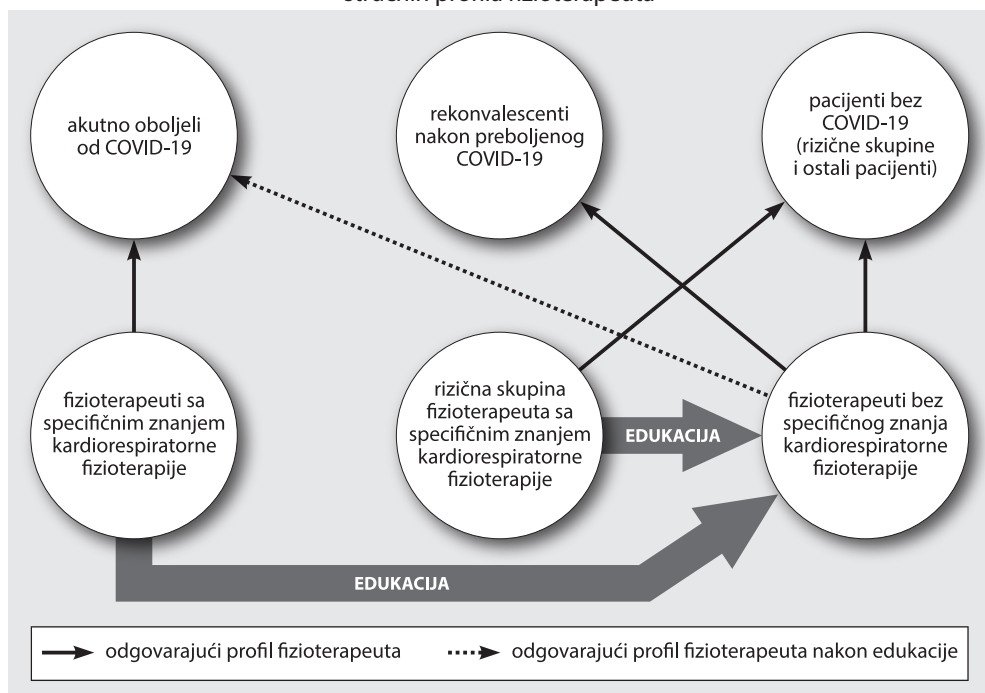 akutno oboljeli
od COVID-19
rekonvalescenti
nakon preboljenog
COVID-19
pacijenti bez
COVID-19
(rizične skupine
i ostali pacijenti)
fizioterapeuti sa
specifičnim znanjem
kardiorespiratorne
fizioterapije
rizična skupina
fizioterapeuta sa
specifičnim znanjem
kardiorespiratorne
fizioterapije
EDUKACIJA
fizioterapeuti bez
specifičnog znanja
kardiorespiratorne
fizioterapije
EDUKACIJA
odgovarajući profil fizioterapeuta
odgovarajući profil fizioterapeuta nakon edukacije